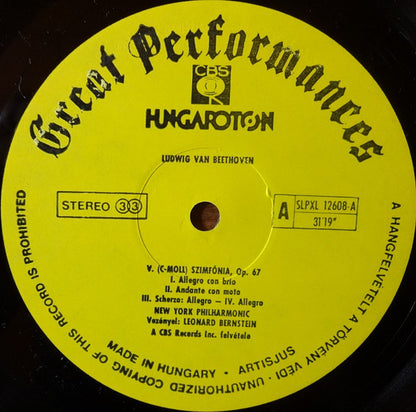 Great Performances
CBS
HUNGAROTON
LUDWIG VAN BEETHOVEN
STEREO 33
A SLPXL 12608-A
31'19"
V. (C-MOLL) SZIMFÓNIA, Op. 67
I. Allegro con brio
II. Andante con moto
III. Scherzo: Allegro - IV. Allegro
NEW YORK PHILHARMONIC
Vezényel: LEONARD BERNSTEIN
A CBS Records Inc. felvétele
MADE IN HUNGARY · ARTISJUS
A HANGFELVETELT A TÖRVÉNY VÉDI · UNAUTHORIZED COPYING OF THIS RECORD IS PROHIBITED